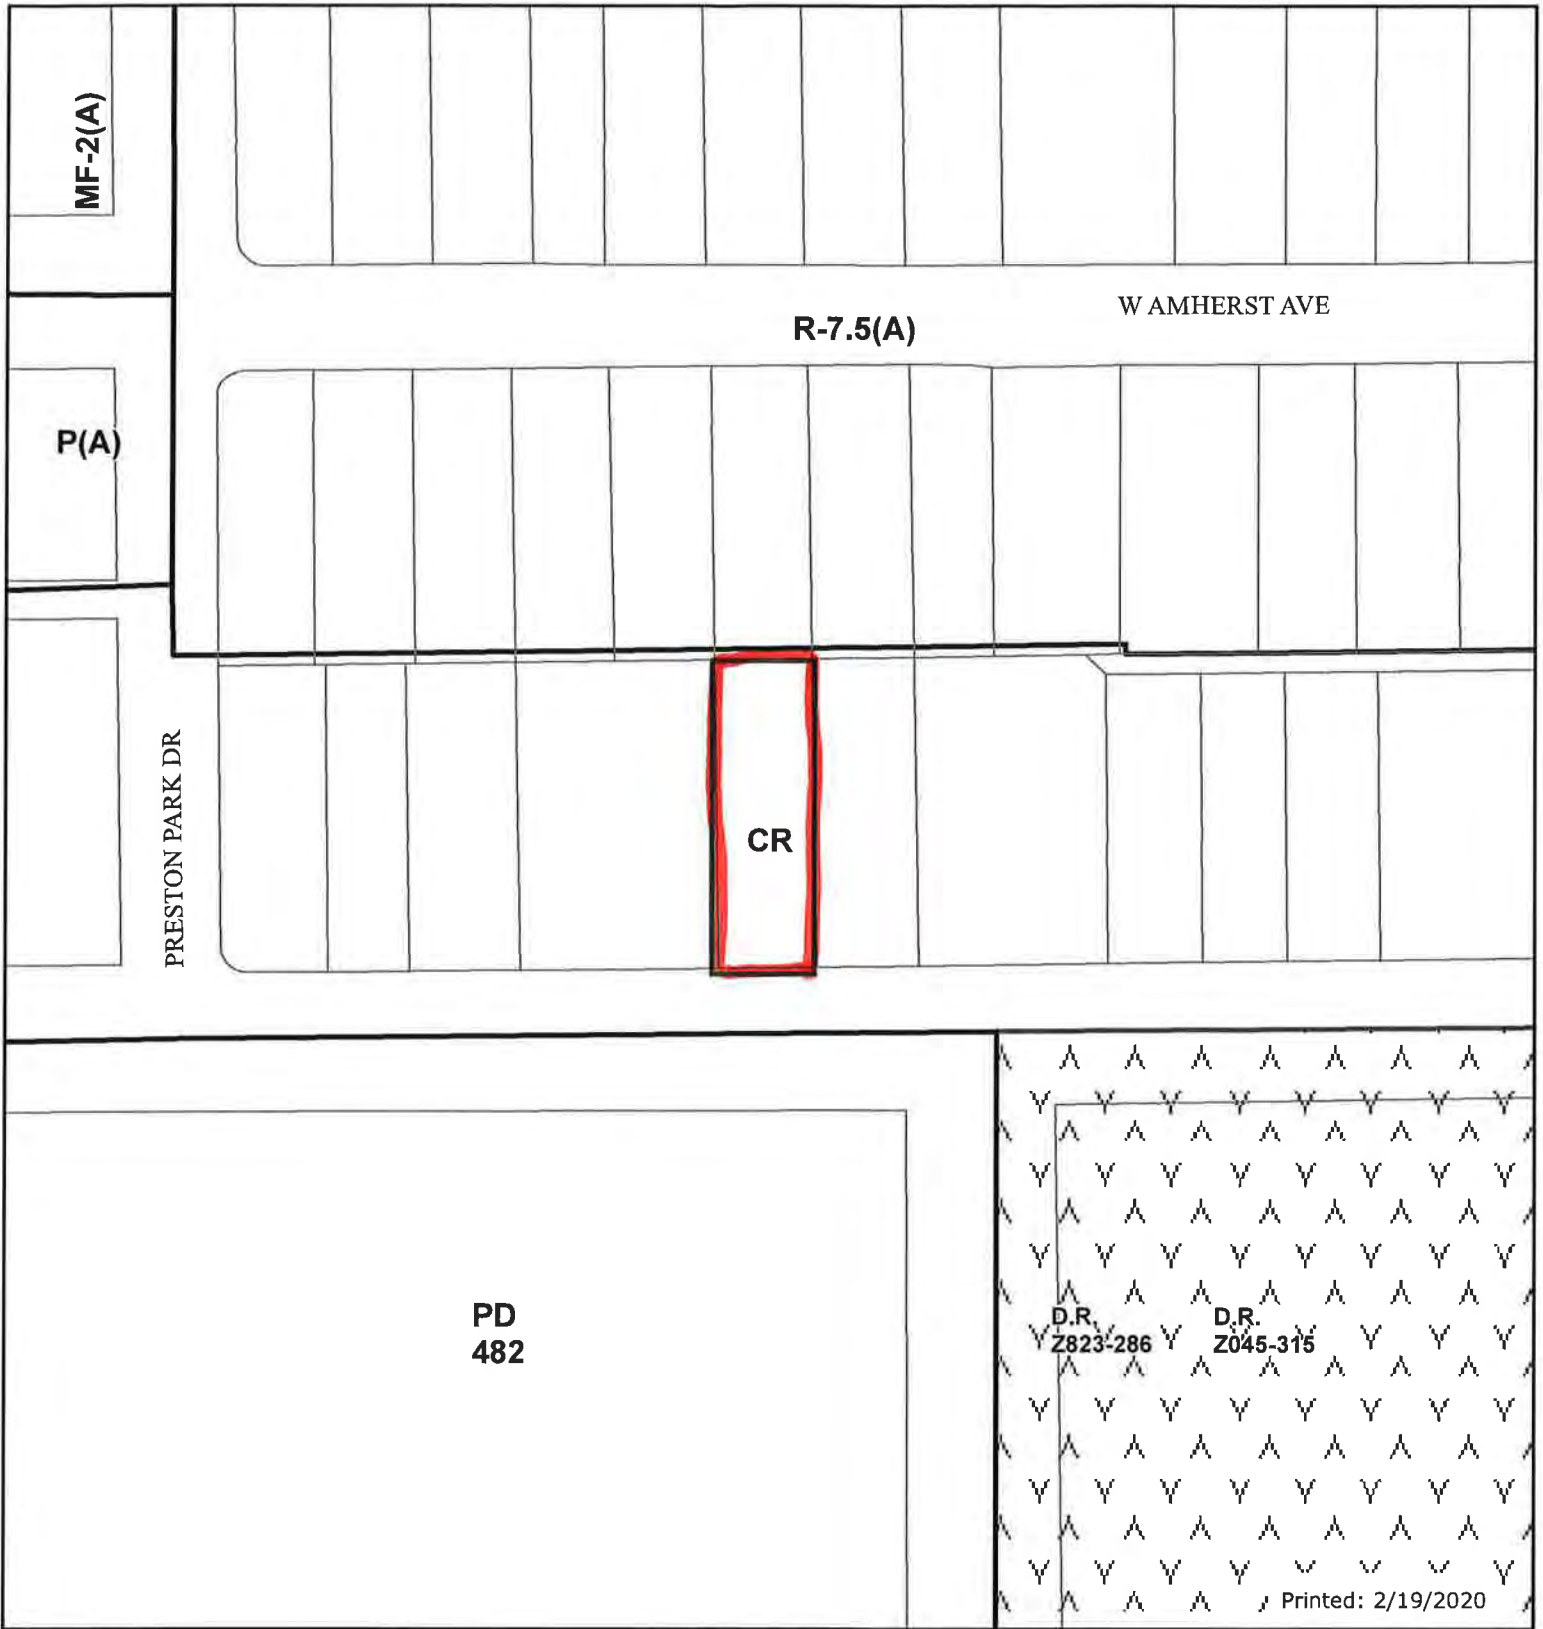 MF-2(A)
W AMHERST AVE
R-7.5(A)
P(A)
PRESTON PARK DR
CR
PD
482
D.R.
Z823-286
D.R.
Z045-315
Printed: 2/19/2020